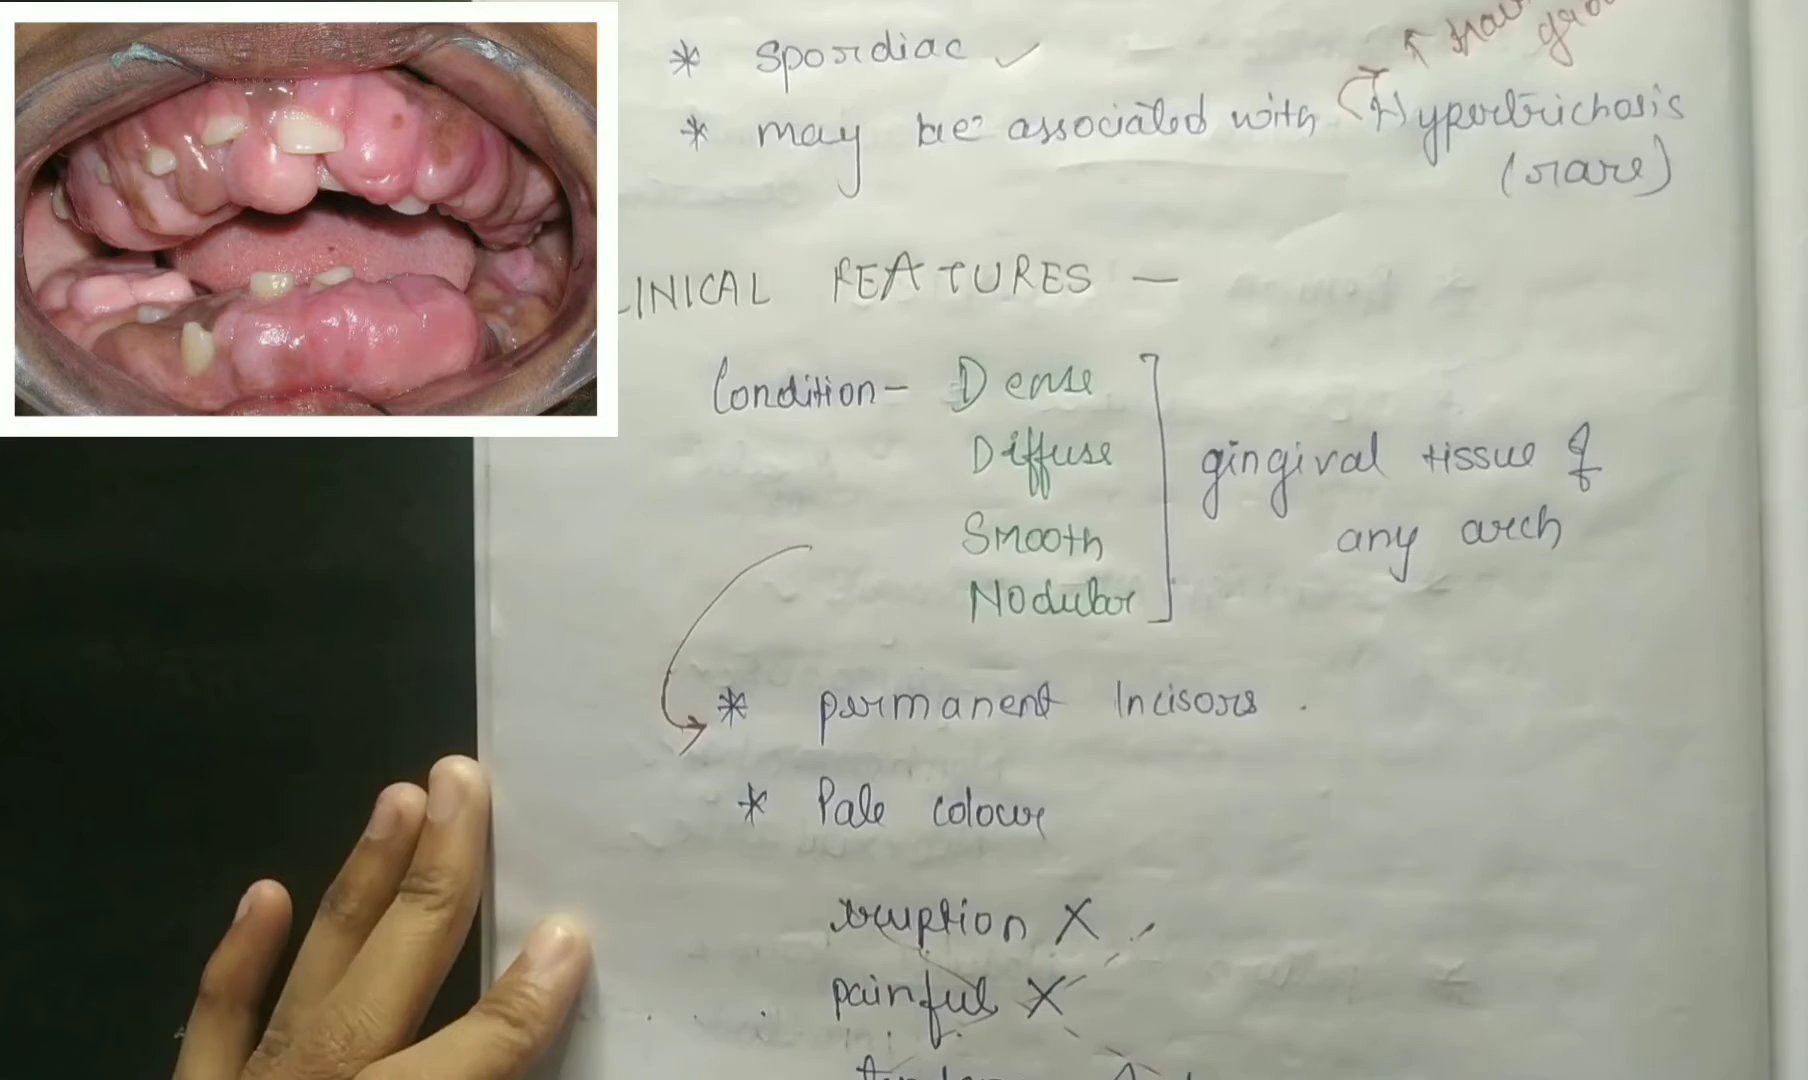 * Spordiac ✓
* may be associated with Hypertrichosis
(rare)
LINICAL FEATURES —
Condition - Dense
Diffuse
Smooth
Nodular
gingival tissue of
any arch
* permanent Incisors .
* Pale colour
eruption X
painful X